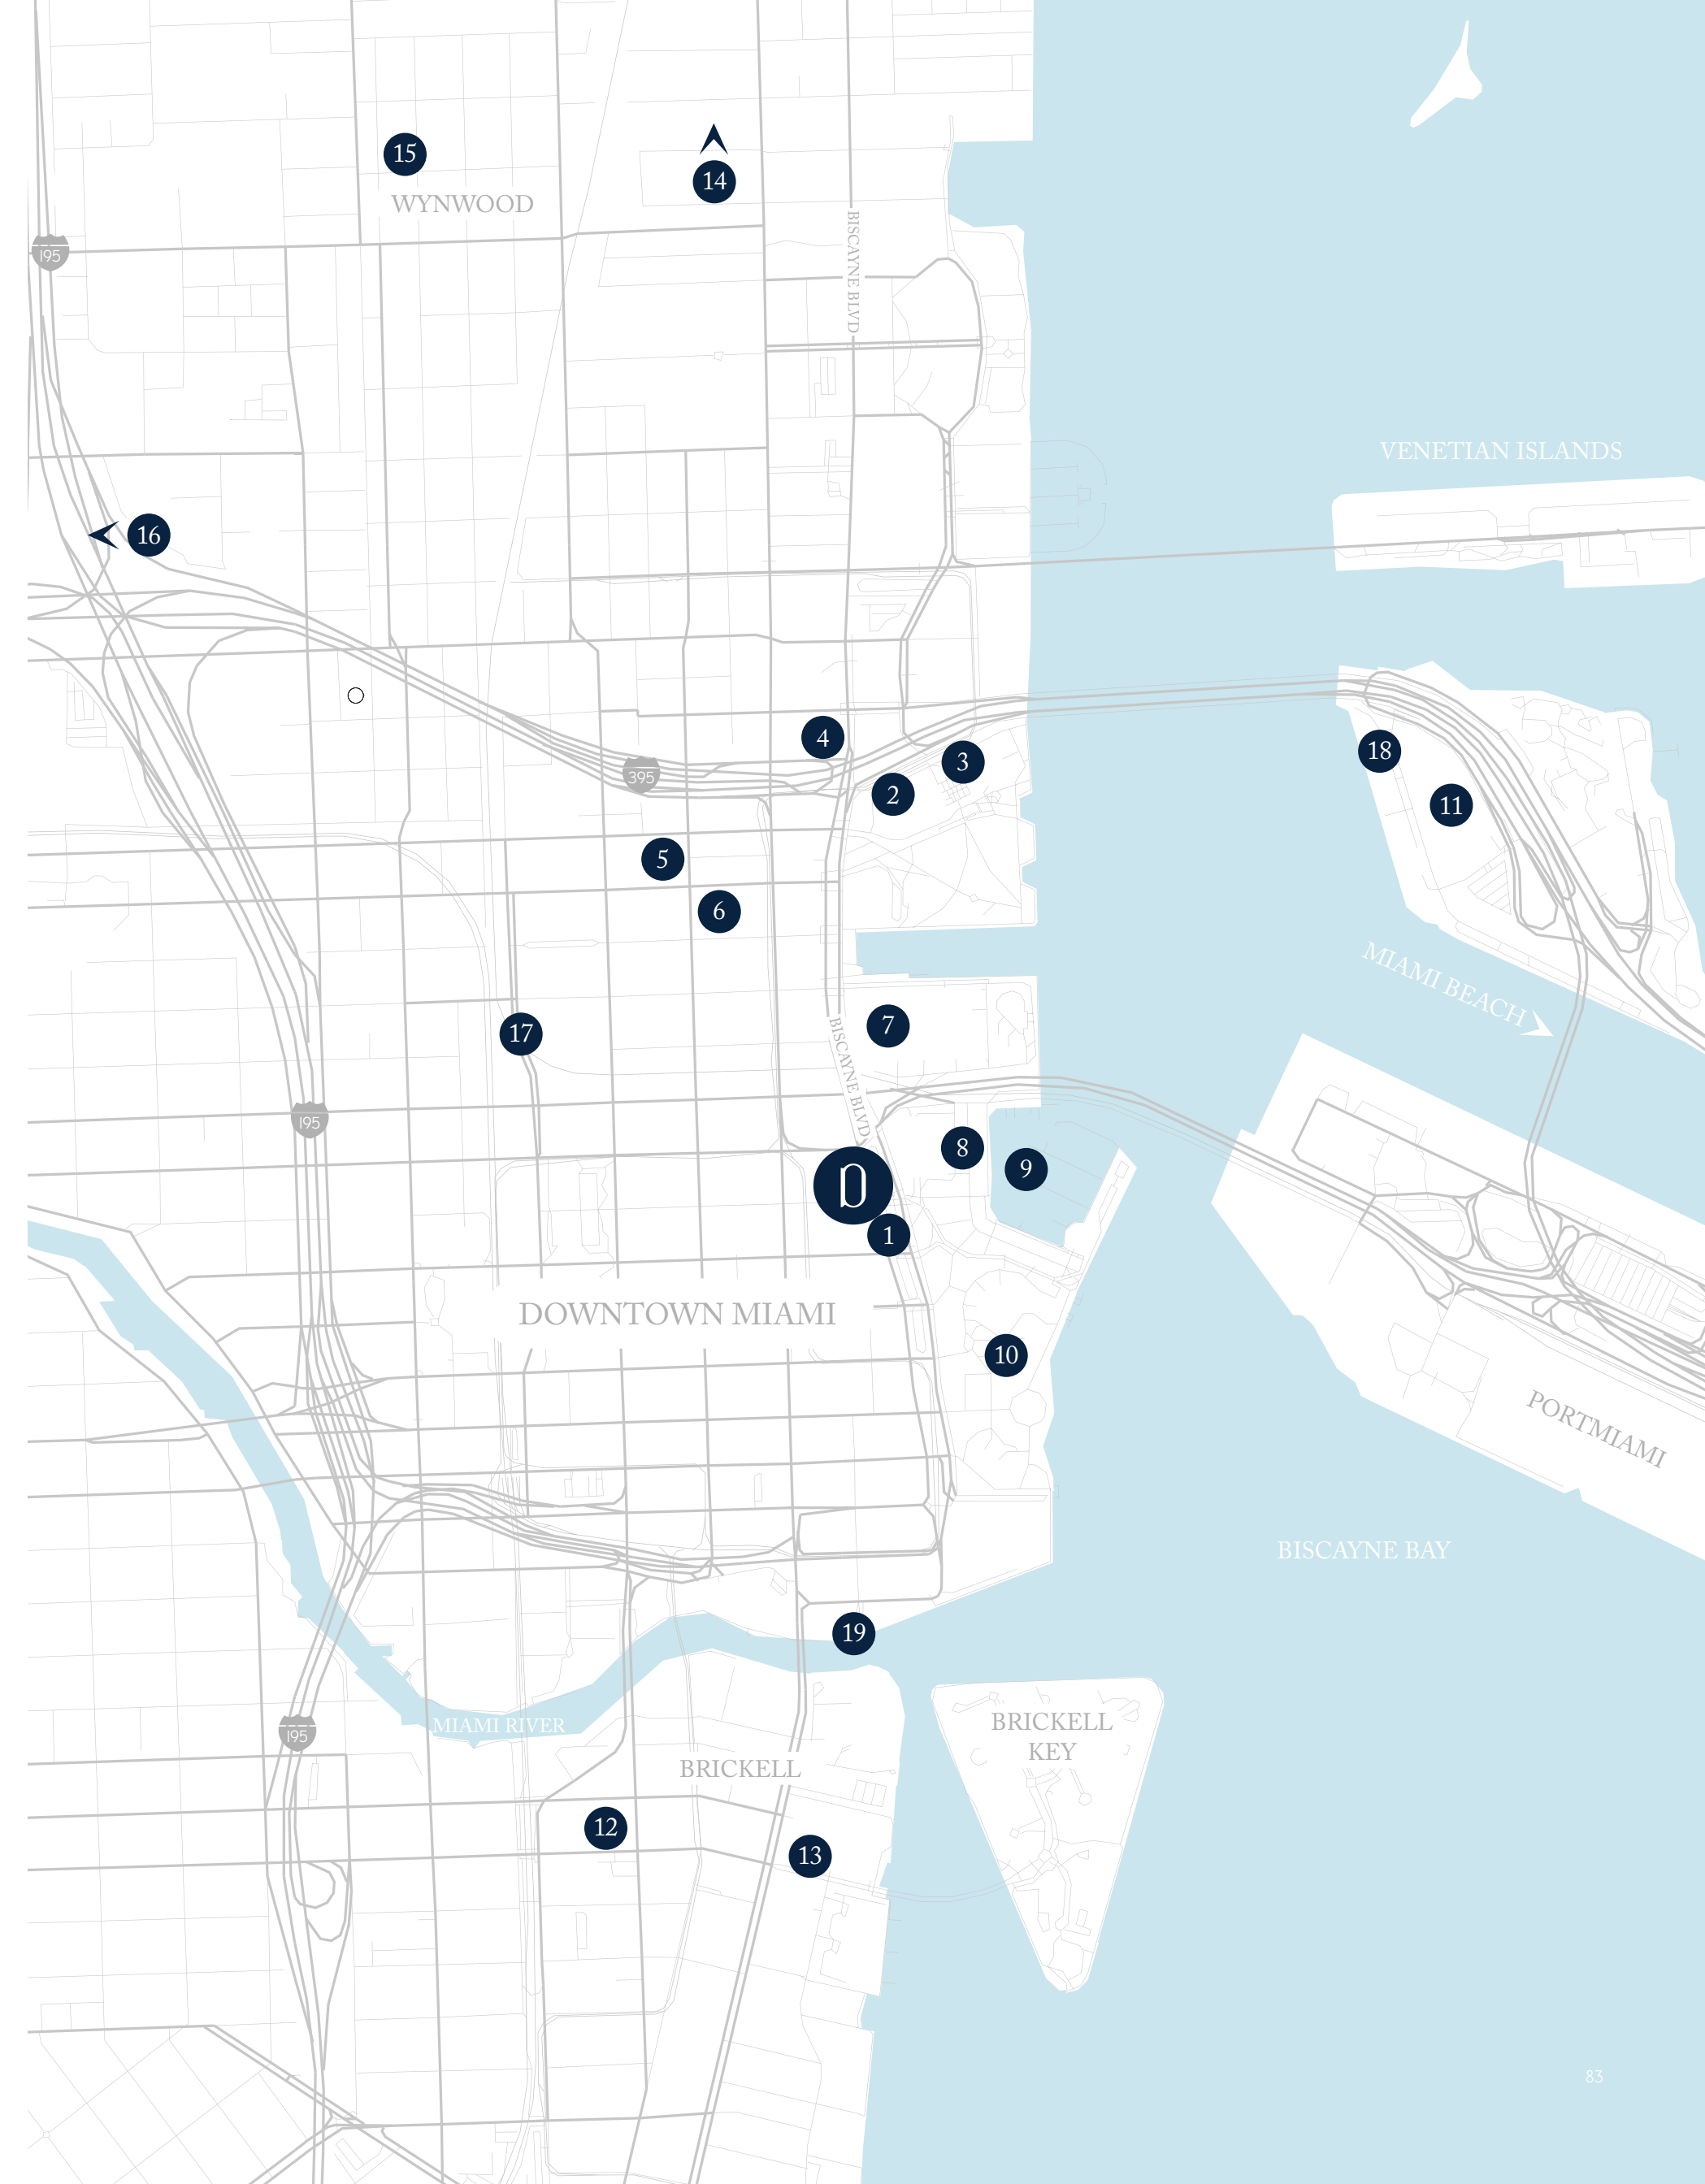 15
14
WYNWOOD
BISCAYNE BLVD
195
VENETIAN ISLANDS
16
4
3
18
395
2
11
5
6
MIAMI BEACH
7
17
BISCAYNE BLVD
195
8
9
1
DOWNTOWN MIAMI
10
PORTMIAMI
BISCAYNE BAY
19
MIAMI RIVER
195
BRICKELL
KEY
BRICKELL
12
13
83